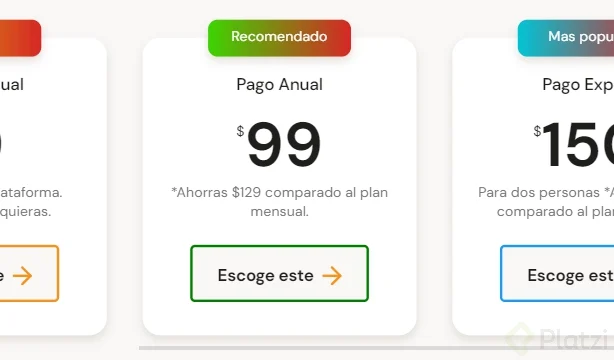 Recomendado
Mas popu
ual
Pago Anual
Pago Exp
$99
$150
ataforma.
quieras.
*Ahorras $129 comparado al plan
mensual.
Para dos personas *A
comparado al pla
e →
Escoge este →
Escoge est
Platzi